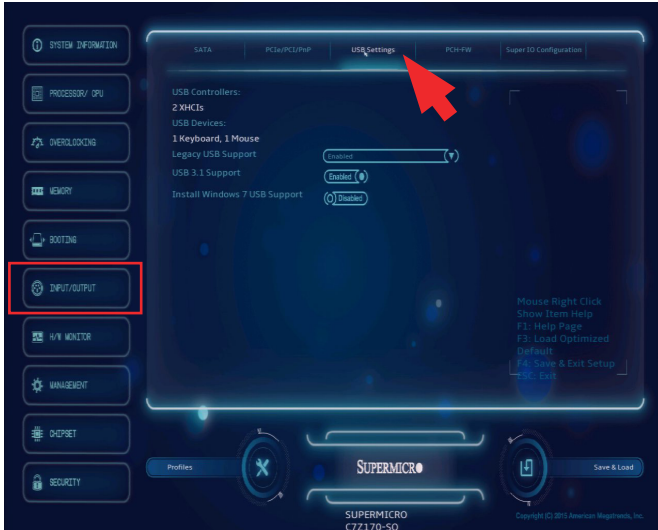 SYSTEM INFORMATION
PROCESSOR/ CPU
OVERCLOCKING
MEMORY
BOOTING
INPUT/OUTPUT
H/W MONITOR
MANAGEMENT
CHIPSET
SECURITY
SATA PCIe/PCI/PnP USB Settings PCH-FW Super IO Configuration
USB Controllers:
2 XHCIs
USB Devices:
1 Keyboard, 1 Mouse
Legacy USB Support Enabled
USB 3.1 Support Enabled
Install Windows 7 USB Support Disabled
Mouse Right Click
Show Item Help
F1: Help Page
F3: Load Optimized
Default
F4: Save & Exit Setup
ESC: Exit
Profiles SUPERMICRO Save & Load
SUPERMICRO
C7Z170-SQ
Copyright (C) 2015 American Megatrends, Inc.